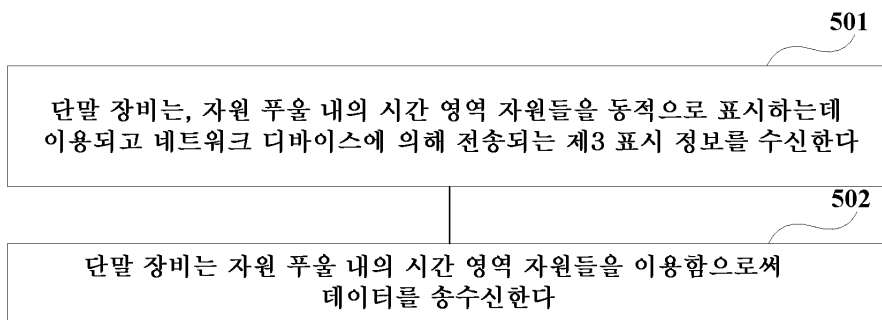 501
단말 장비는, 자원 푸울 내의 시간 영역 자원들을 동적으로 표시하는데
이용되고 네트워크 디바이스에 의해 전송되는 제3 표시 정보를 수신한다
502
단말 장비는 자원 푸울 내의 시간 영역 자원들을 이용함으로써
데이터를 송수신한다